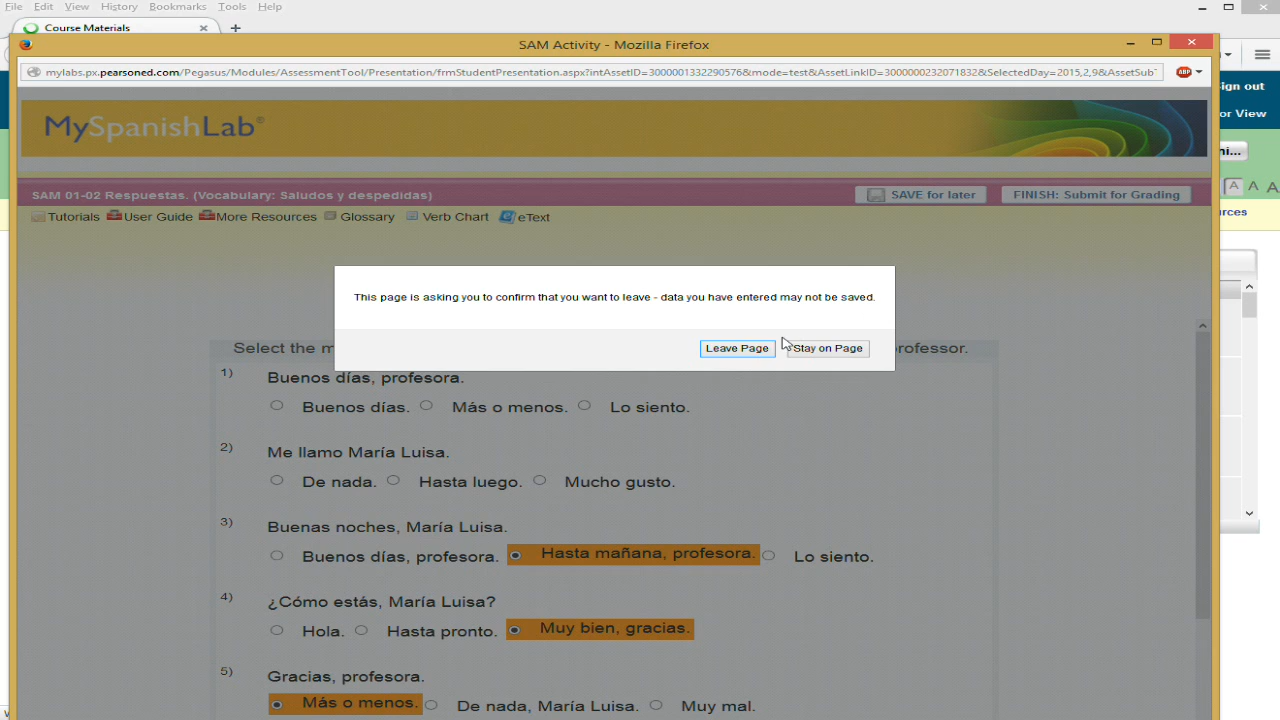 File Edit View History Bookmarks Tools Help
Course Materials
SAM Activity - Mozilla Firefox
mylabs.px.pearsoned.com/Pegasus/Modules/AssessmentTool/Presentation/frmStudentPresentation.aspx?intAssetID=3000001332290576&mode=test&AssetLinkID=3000000232071832&SelectedDay=2015,2,9&AssetSub
ABP
ign out
MySpanishLab®
or View
ni...
SAM 01-02 Respuestas. (Vocabulary: Saludos y despedidas) SAVE for later FINISH: Submit for Grading
A A A
Tutorials User Guide More Resources Glossary Verb Chart eText
rces
This page is asking you to confirm that you want to leave - data you have entered may not be saved.
Leave Page Stay on Page
Select the m rofessor.
1) Buenos días, profesora.
Buenos días. Más o menos. Lo siento.
2) Me llamo María Luisa.
De nada. Hasta luego. Mucho gusto.
3) Buenas noches, María Luisa.
Buenos días, profesora. Hasta mañana, profesora. Lo siento.
4) ¿Cómo estás, María Luisa?
Hola. Hasta pronto. Muy bien, gracias.
5) Gracias, profesora.
Más o menos. De nada, María Luisa. Muy mal.